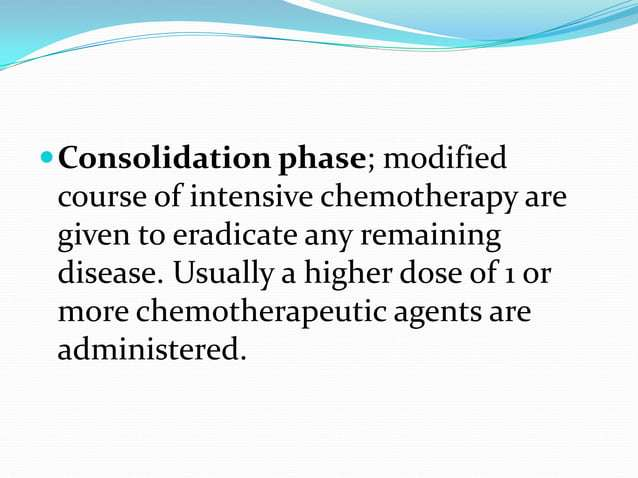 • Consolidation phase; modified
course of intensive chemotherapy are
given to eradicate any remaining
disease. Usually a higher dose of 1 or
more chemotherapeutic agents are
administered.